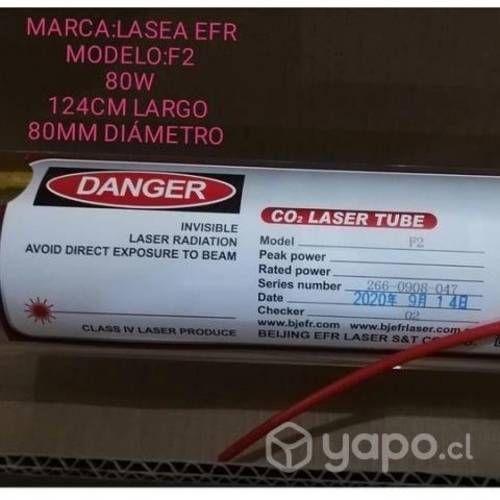 MARCA:LASEA EFR
MODELO:F2
80W
124CM LARGO
80MM DIÁMETRO
DANGER
INVISIBLE
LASER RADIATION
AVOID DIRECT EXPOSURE TO BEAM
CLASS IV LASER PRODUCE
CO₂ LASER TUBE
Model F2
Peak power
Rated power
Series number 266-0908-047
Date 2020年 9月 14日
Checker 02
www.bjefr.com www.bjefrlaser.com
BEIJING EFR LASER S&T
yapo.cl